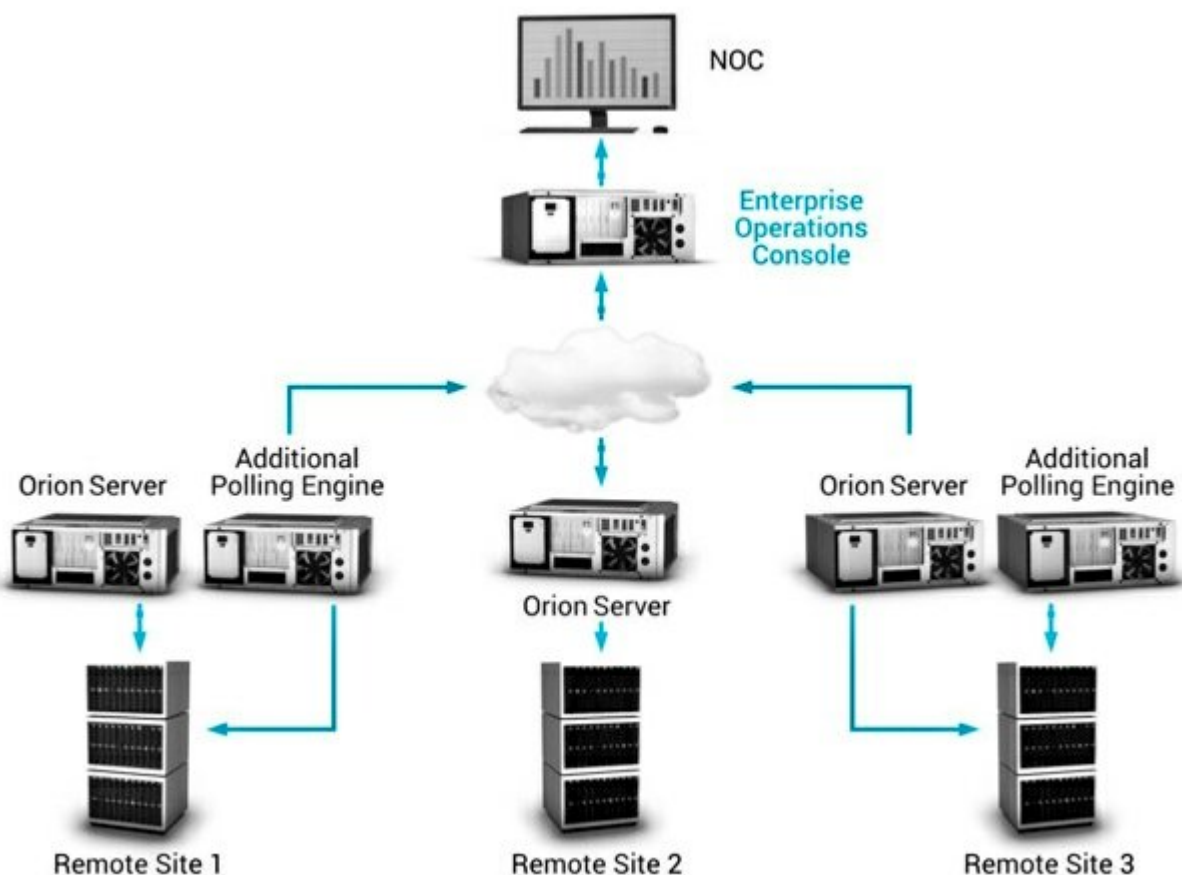 NOC
Enterprise
Operations
Console
Orion Server
Additional
Polling Engine
Orion Server
Orion Server
Additional
Polling Engine
Remote Site 1
Remote Site 2
Remote Site 3